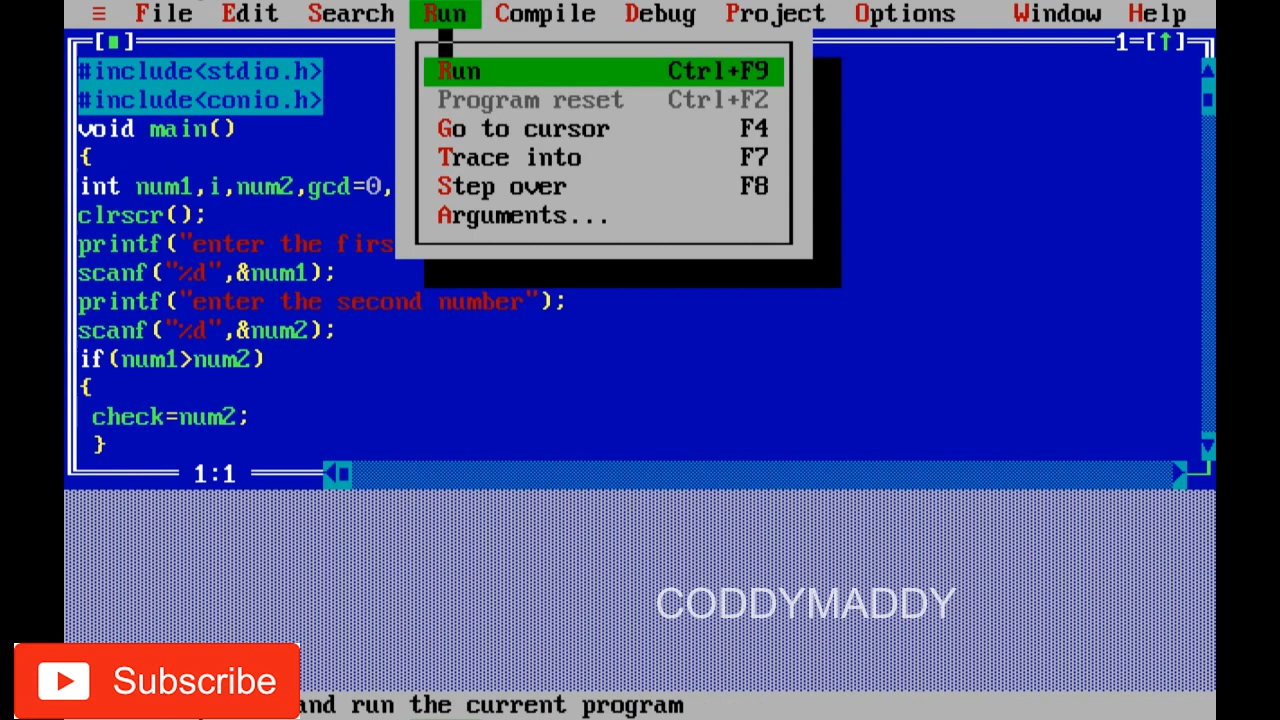 ≡ File Edit Search Run Compile Debug Project Options Window Help
[■] 1=[↑]
Run Ctrl+F9
Program reset Ctrl+F2
Go to cursor F4
Trace into F7
Step over F8
Arguments...
#include<stdio.h>
#include<conio.h>
void main()
{
int num1,i,num2,gcd=0,
clrscr();
printf("enter the firs
scanf("%d",&num1);
printf("enter the second number");
scanf("%d",&num2);
if(num1>num2)
{
check=num2;
}
1:1
CODDYMADDY
Subscribe
and run the current program